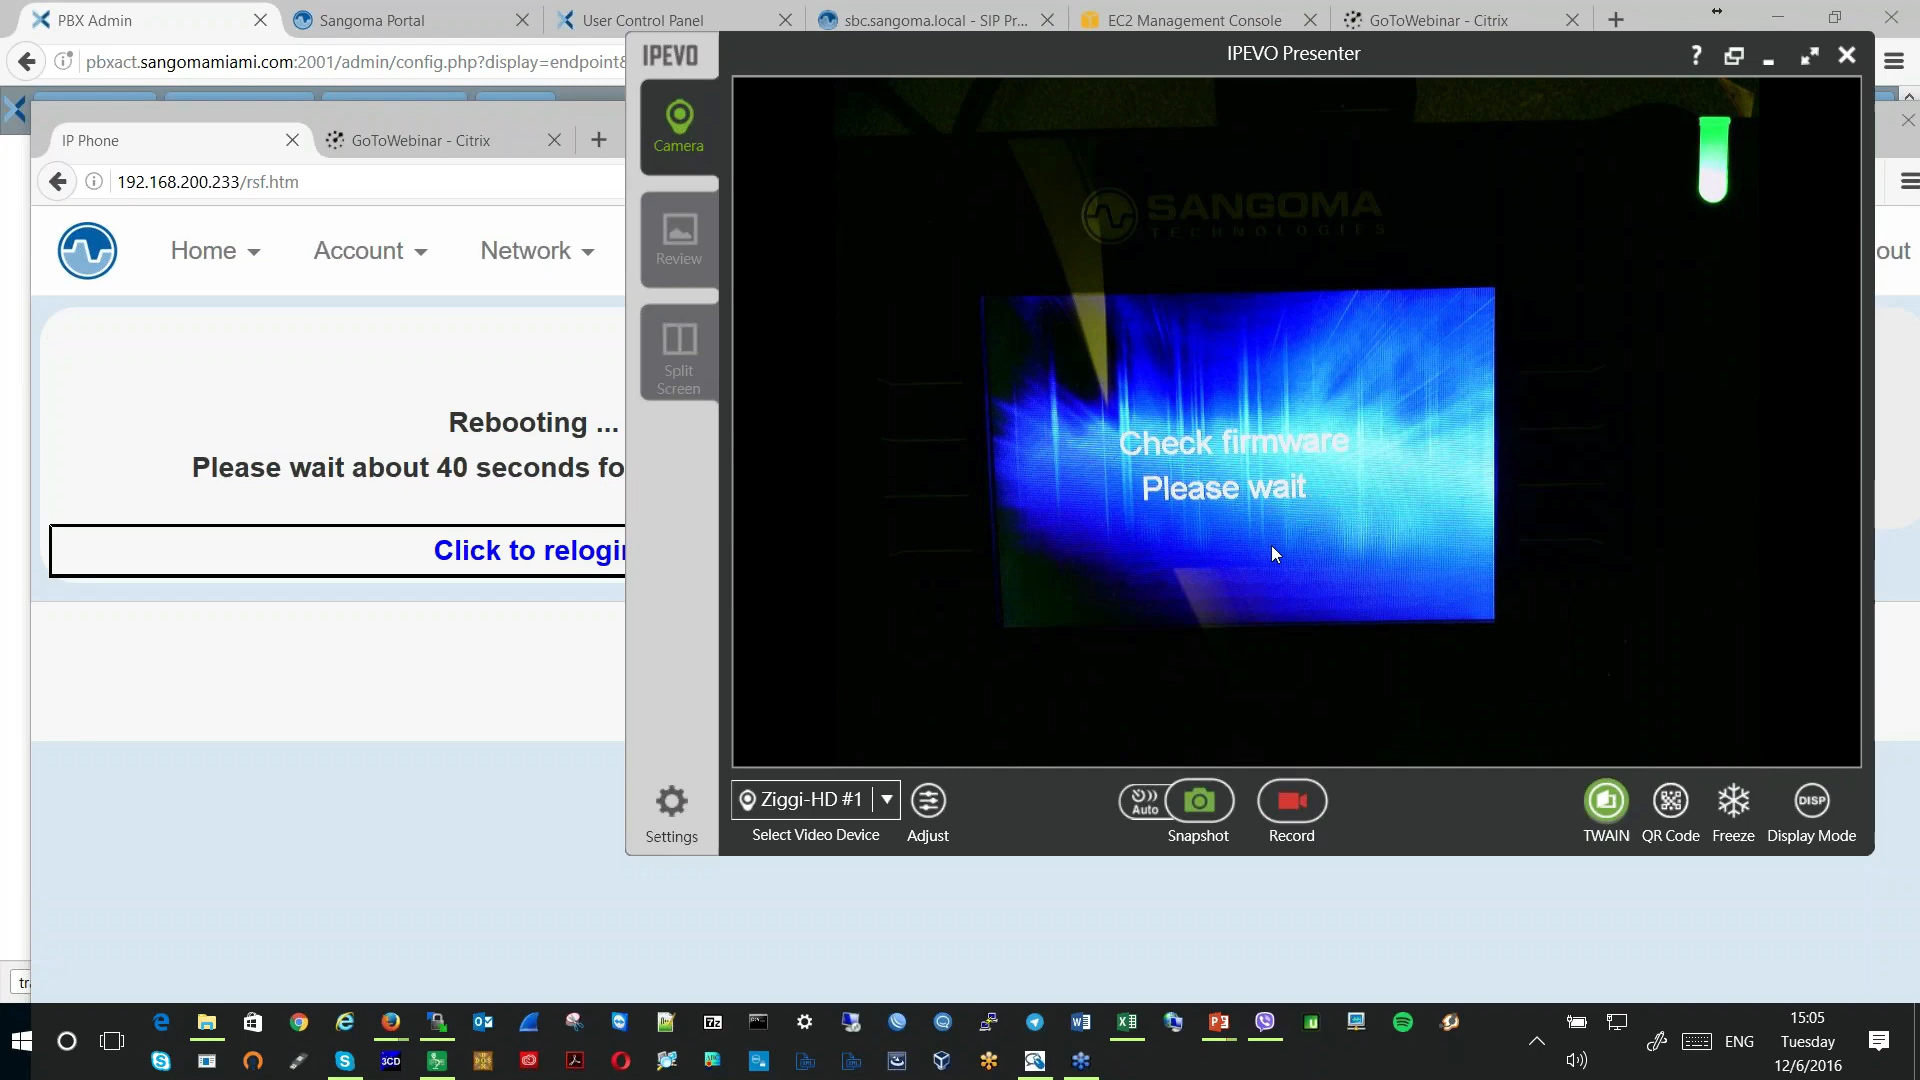 PBX Admin
Sangoma Portal
User Control Panel
sbc.sangoma.local - SIP Pr...
EC2 Management Console
GoToWebinar - Citrix
pbxact.sangomamiami.com:2001/admin/config.php?display=endpoint&
IPEVO
IPEVO Presenter
IP Phone
GoToWebinar - Citrix
192.168.200.233/rsf.htm
Home
Account
Network
out
Camera
Review
Split
Screen
SANGOMA
TECHNOLOGIES
Rebooting ...
Please wait about 40 seconds fo
Click to relogin
Check firmware
Please wait
Settings
Ziggi-HD #1
Select Video Device
Adjust
Auto
Snapshot
Record
TWAIN
QR Code
Freeze
DISP
Display Mode
15:05
ENG
Tuesday
12/6/2016